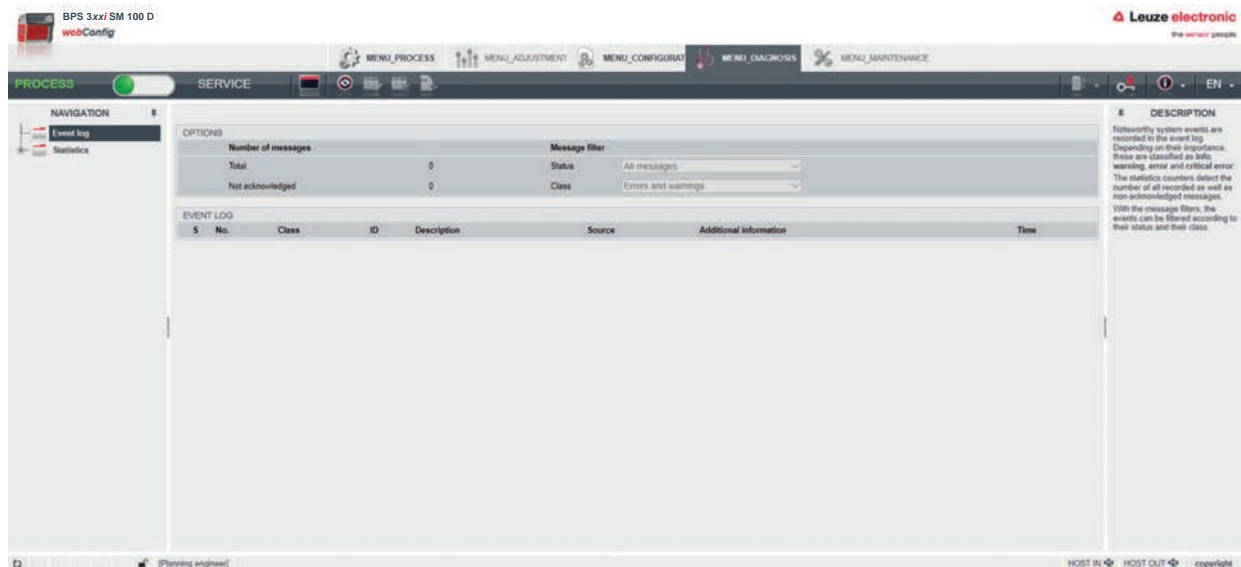 BPS 3xxi SM 100 D
webConfig
Leuze electronic
the sensor people
MENU_PROCESS
MENU_ADJUSTMENT
MENU_CONFIGURAT
MENU_DIAGNOSIS
MENU_MAINTENANCE
PROCESS
SERVICE
EN
NAVIGATION
Event log
Statistics
OPTIONS
Number of messages
Message filter
Total 0
Status All messages
Not acknowledged 0
Class Errors and warnings
EVENT LOG
S No. Class ID Description Source Additional information Time
DESCRIPTION
Noteworthy system events are
recorded in the event log.
Depending on their importance,
these are classified as info,
warning, error and critical error.
The statistics counters detect the
number of all recorded as well as
non-acknowledged messages.
With the message filters, the
events can be filtered according to
their status and their class.
[Planning engineer]
HOST IN
HOST OUT
copyright